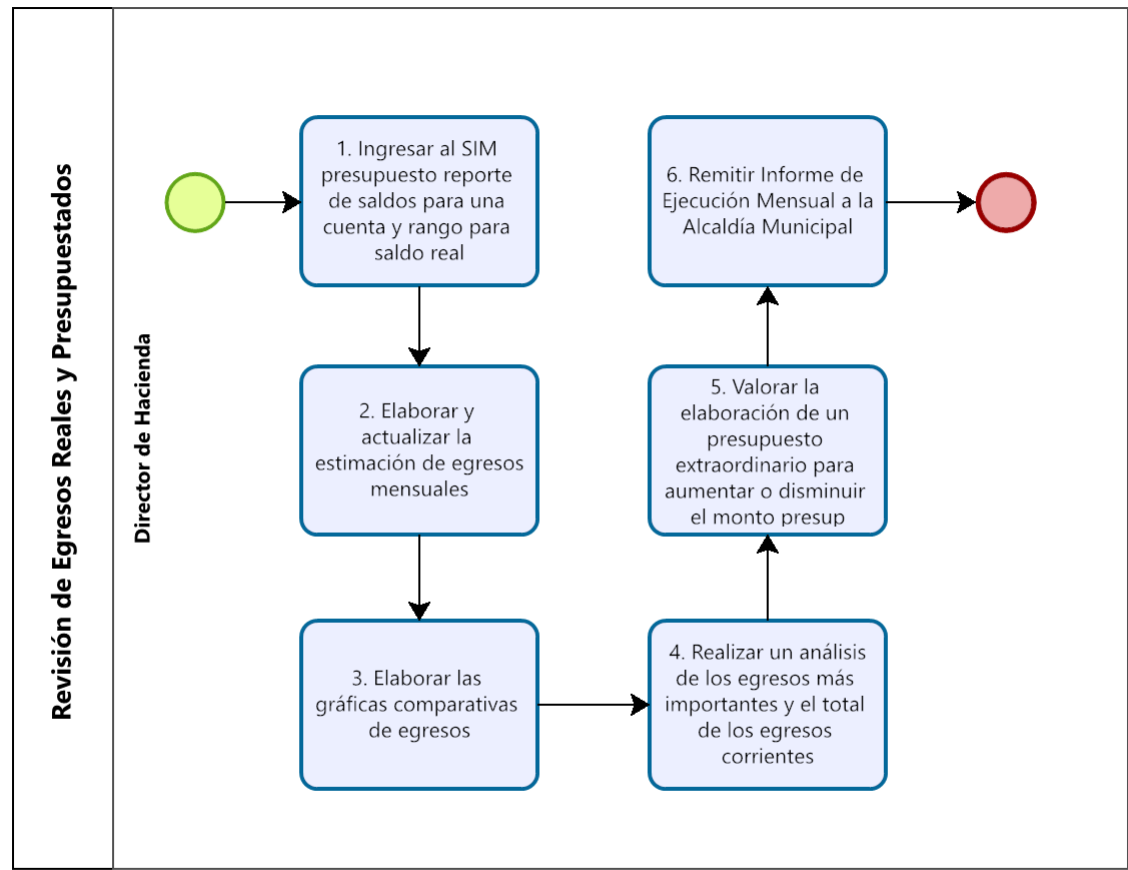 Revisión de Egresos Reales y Presupuestados
Director de Hacienda
1. Ingresar al SIM
presupuesto reporte
de saldos para una
cuenta y rango para
saldo real
2. Elaborar y
actualizar la
estimación de egresos
mensuales
3. Elaborar las
gráficas comparativas
de egresos
4. Realizar un análisis
de los egresos más
importantes y el total
de los egresos
corrientes
5. Valorar la
elaboración de un
presupuesto
extraordinario para
aumentar o disminuir
el monto presup
6. Remitir Informe de
Ejecución Mensual a la
Alcaldía Municipal